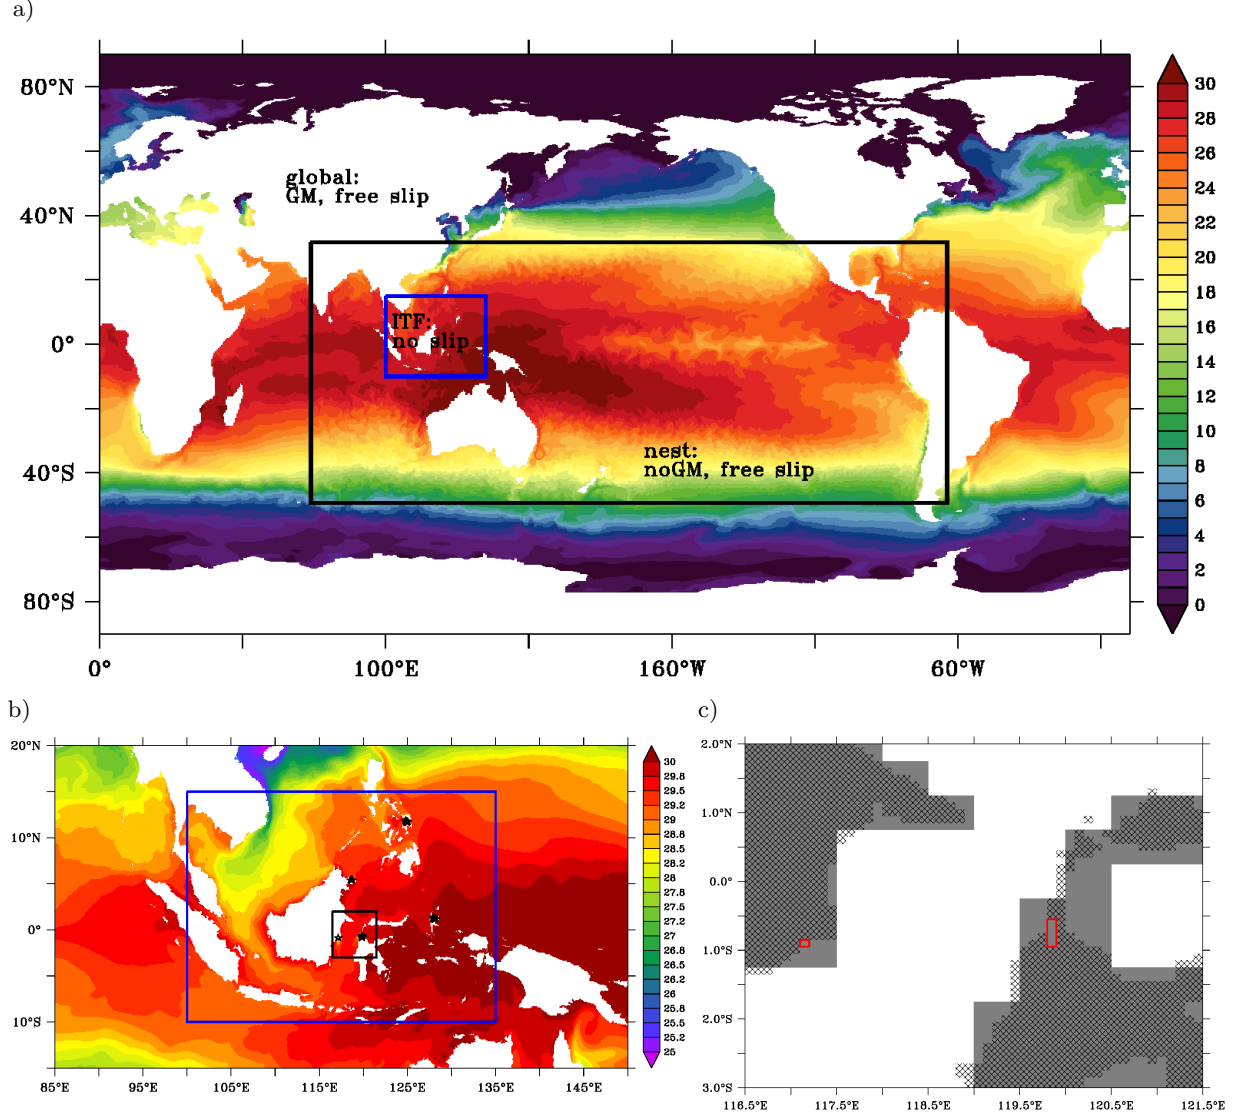 a)
80°N
40°N
0°
40°S
80°S
0°
100°E
160°W
60°W
global:
GM, free slip
ITF:
no slip
nest:
noGM, free slip
30
28
26
24
22
20
18
16
14
12
10
8
6
4
2
0
b)
20°N
10°N
0°
10°S
85°E
95°E
105°E
115°E
125°E
135°E
145°E
30
29.8
29.5
29.2
29
28.8
28.5
28.2
28
27.8
27.5
27.2
27
26.8
26.5
26.2
26
25.8
25.5
25.2
25
c)
2.0°N
1.0°N
0.0°
1.0°S
2.0°S
3.0°S
116.5°E
117.5°E
118.5°E
119.5°E
120.5°E
121.5°E